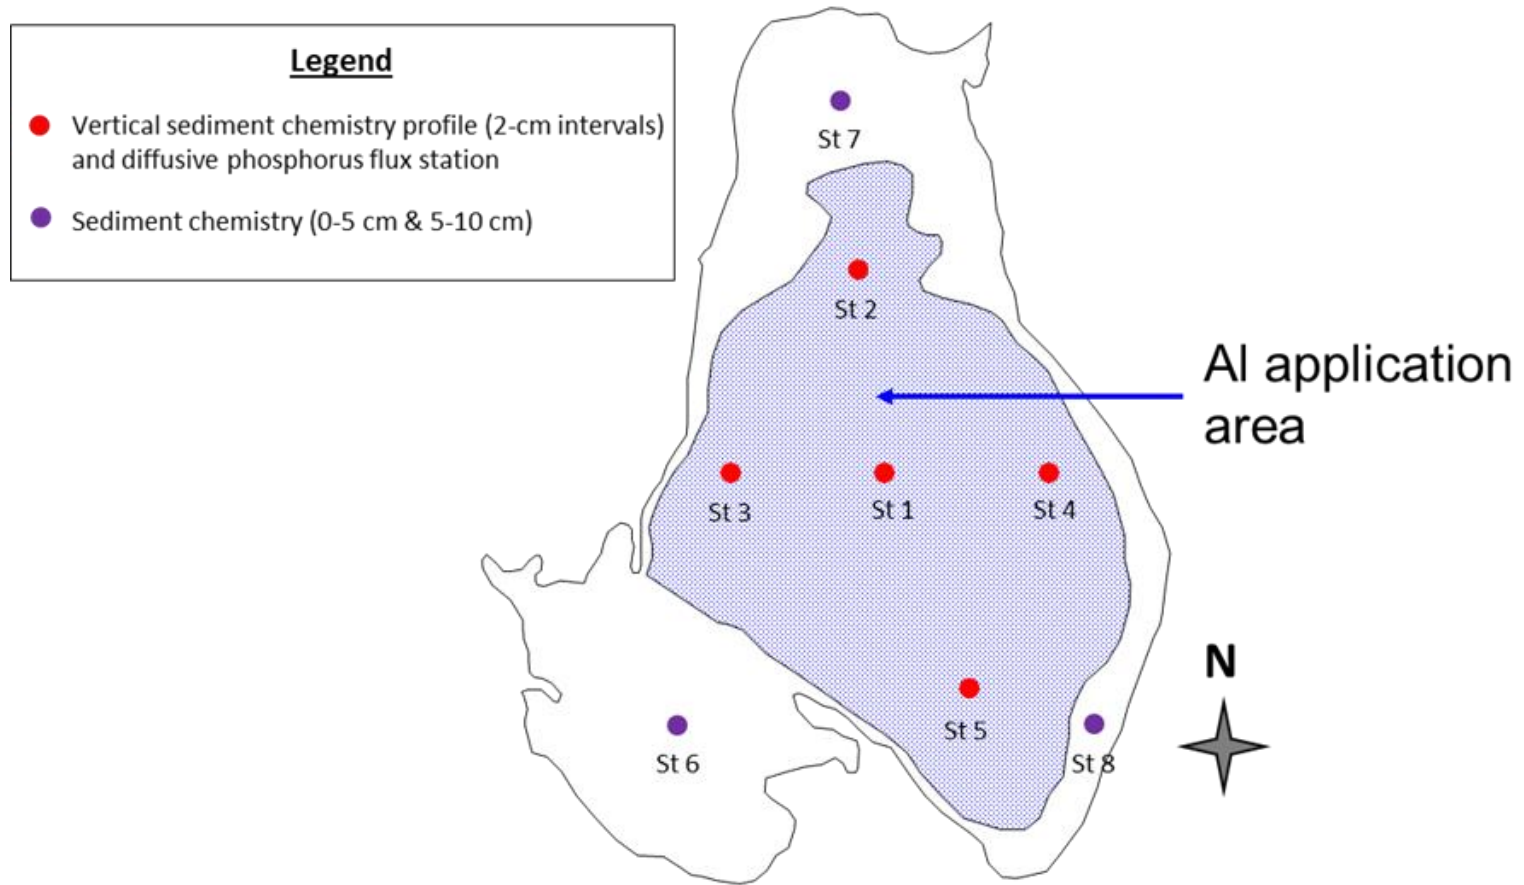 Legend
Vertical sediment chemistry profile (2-cm intervals)
and diffusive phosphorus flux station
Sediment chemistry (0-5 cm & 5-10 cm)
St 7
St 2
Al application
area
St 3
St 1
St 4
N
St 5
St 6
St 8